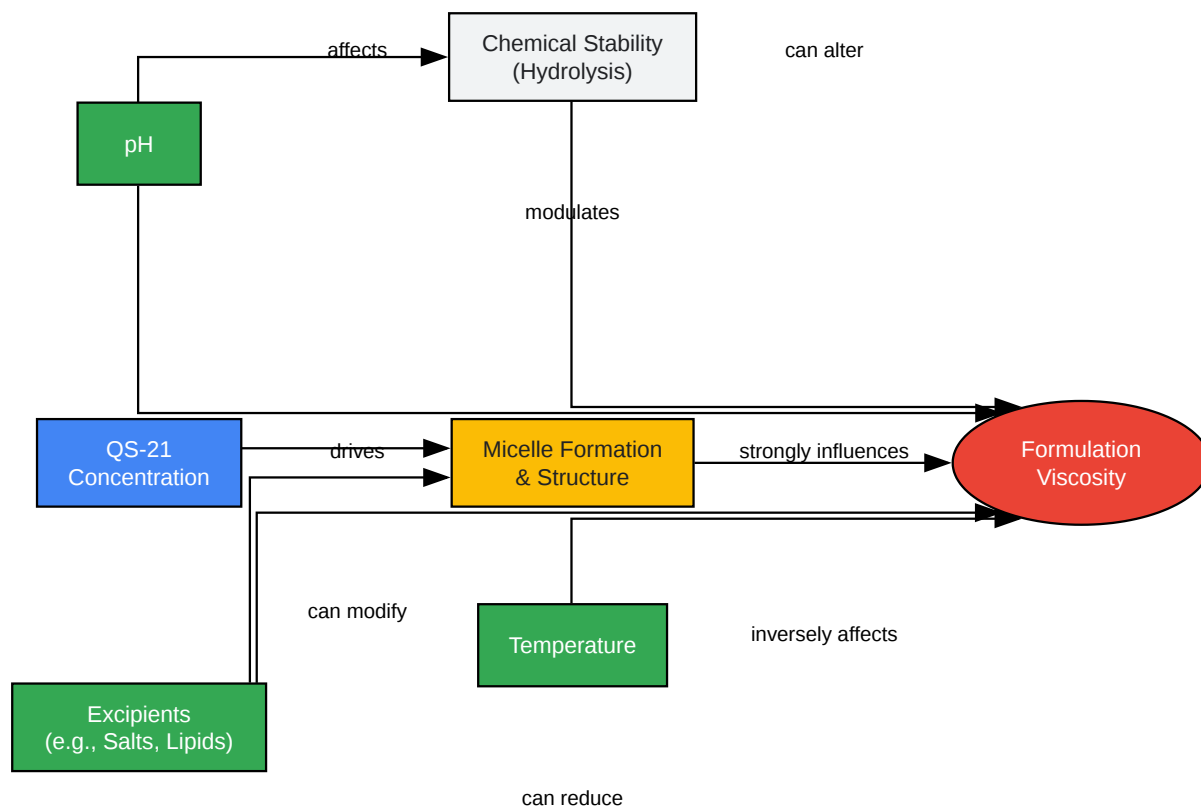 affects
Chemical Stability
(Hydrolysis)
can alter
pH
modulates
QS-21
Concentration
drives
Micelle Formation
& Structure
strongly influences
Formulation
Viscosity
can modify
Temperature
inversely affects
Excipients
(e.g., Salts, Lipids)
can reduce